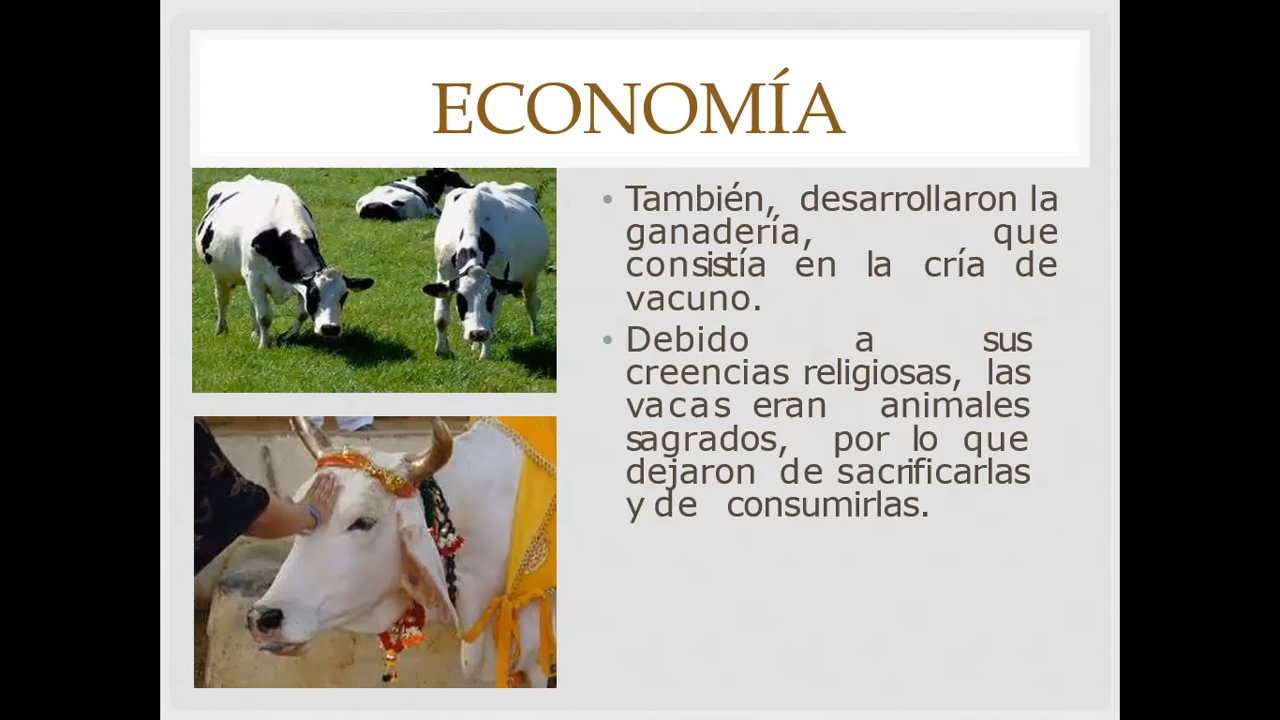 ECONOMÍA
• También, desarrollaron la
ganadería, que
consistía en la cría de
vacuno.
• Debido a sus
creencias religiosas, las
vacas eran animales
sagrados, por lo que
dejaron de sacrificarlas
y de consumirlas.